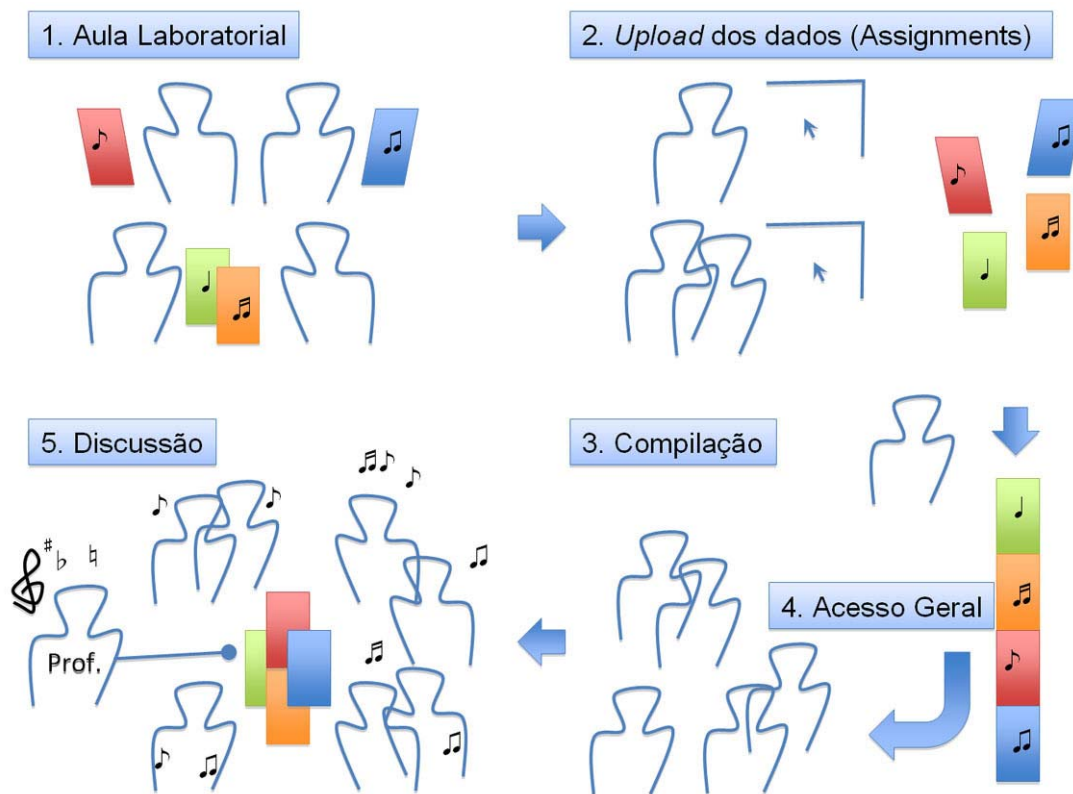 1. Aula Laboratorial
2. Upload dos dados (Assignments)
3. Compilação
4. Acesso Geral
5. Discussão
Prof.